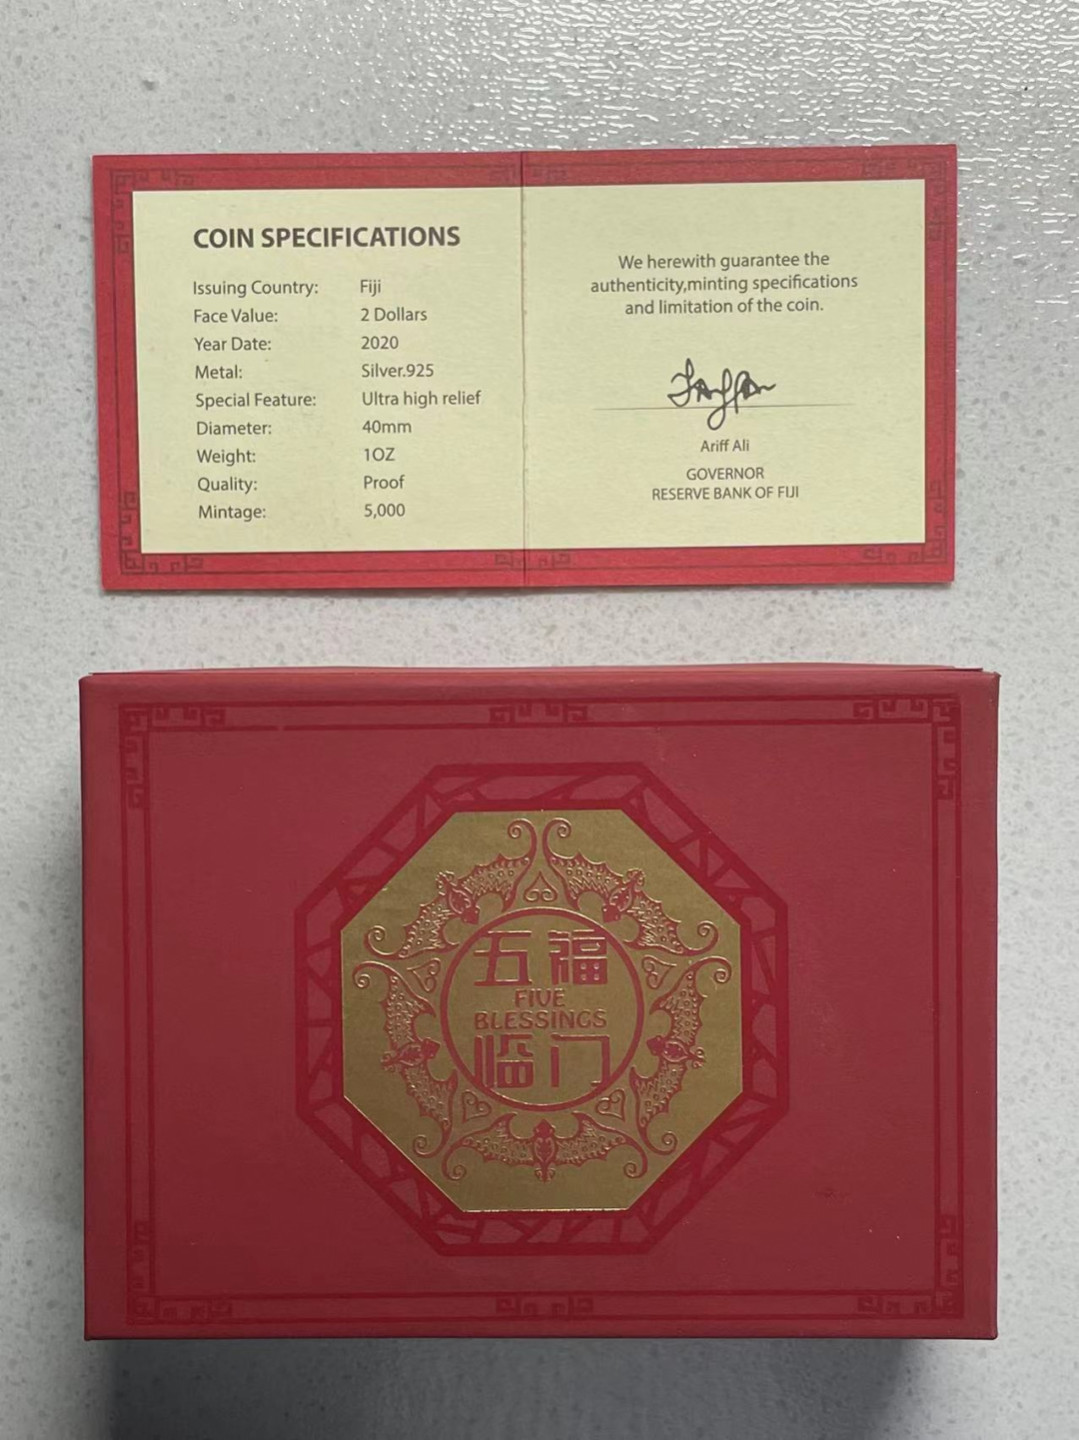 COIN SPECIFICATIONS
Issuing Country: Fiji
Face Value: 2 Dollars
Year Date: 2020
Metal: Silver.925
Special Feature: Ultra high relief
Diameter: 40mm
Weight: 1OZ
Quality: Proof
Mintage: 5,000
We herewith guarantee the
authenticity,minting specifications
and limitation of the coin.
Ariff Ali
GOVERNOR
RESERVE BANK OF FIJI
五福
FIVE
BLESSINGS
临门